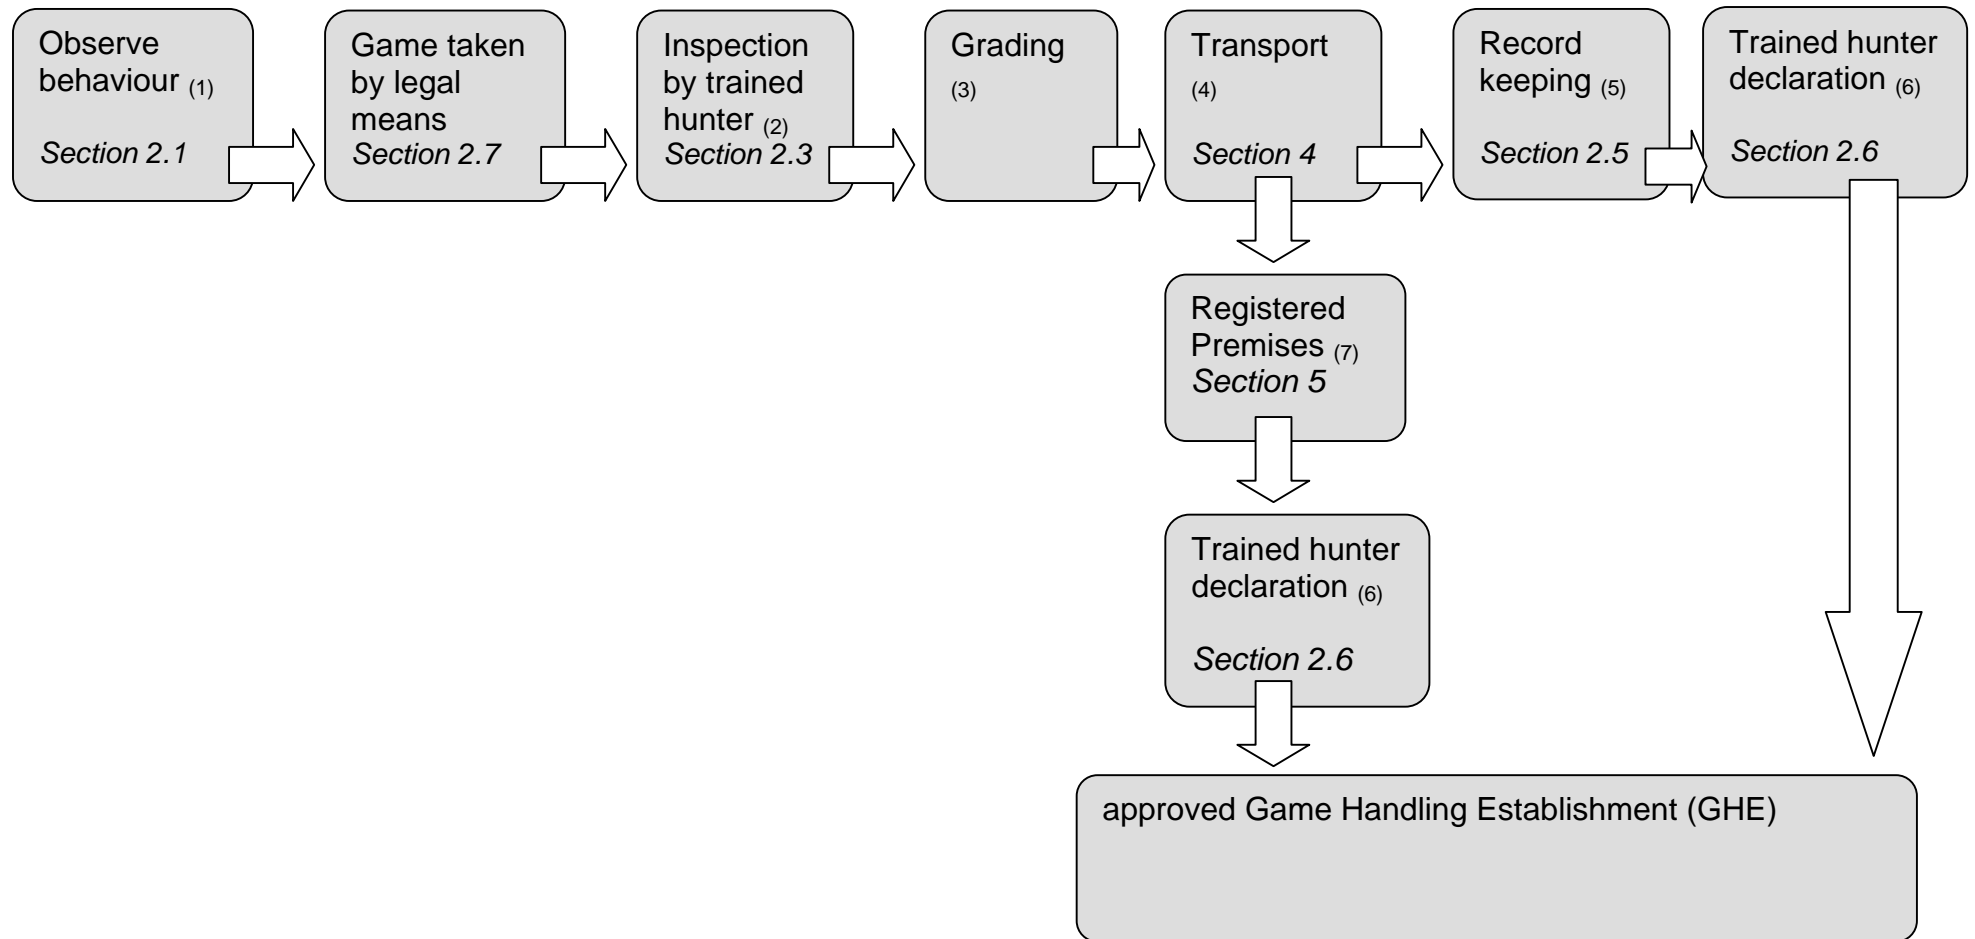 Observe
behaviour (1)
Section 2.1
Game taken
by legal
means
Section 2.7
Inspection
by trained
hunter (2)
Section 2.3
Grading
(3)
Transport
(4)
Section 4
Record
keeping (5)
Section 2.5
Trained hunter
declaration (6)
Section 2.6
Registered
Premises (7)
Section 5
Trained hunter
declaration (6)
Section 2.6
approved Game Handling Establishment (GHE)